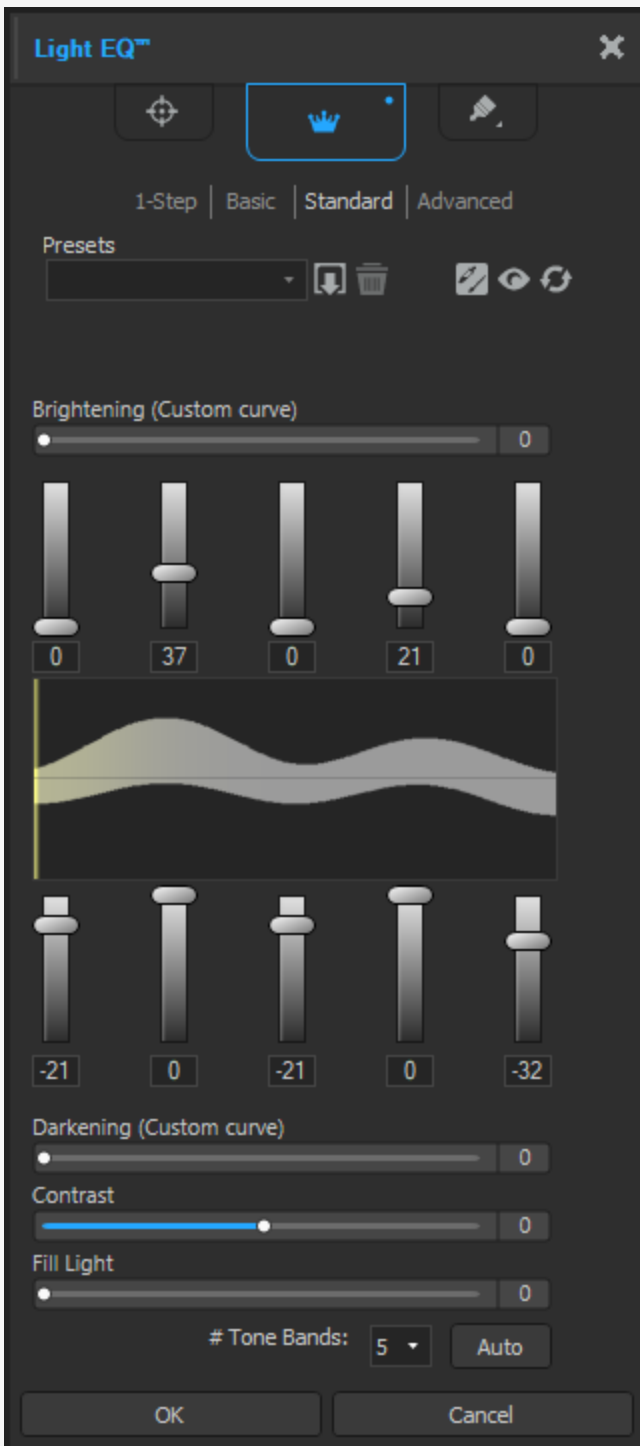 Light EQ™
1-Step Basic Standard Advanced
Presets
Brightening (Custom curve)
0
0 37 0 21 0
-21 0 -21 0 -32
Darkening (Custom curve)
0
Contrast
0
Fill Light
0
# Tone Bands: 5 Auto
OK Cancel